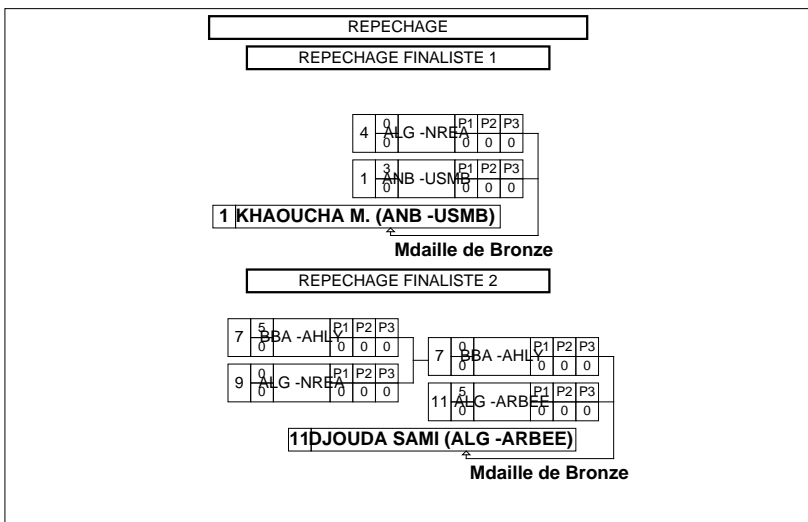 REPECHAGE
REPECHAGE FINALISTE 1
4 0 ALG -NREA P1 P2 P3
0 0 0 0
1 3 ANB -USMB P1 P2 P3
0 0 0 0
1 KHAOUCHA M. (ANB -USMB)
Mdaille de Bronze
REPECHAGE FINALISTE 2
7 5 BBA -AHLY P1 P2 P3
0 0 0 0
7 0 BBA -AHLY P1 P2 P3
0 0 0 0
9 0 ALG -NREA P1 P2 P3
0 0 0 0
11 5 ALG -ARBEE P1 P2 P3
0 0 0 0
11 DJOUDA SAMI (ALG -ARBEE)
Mdaille de Bronze